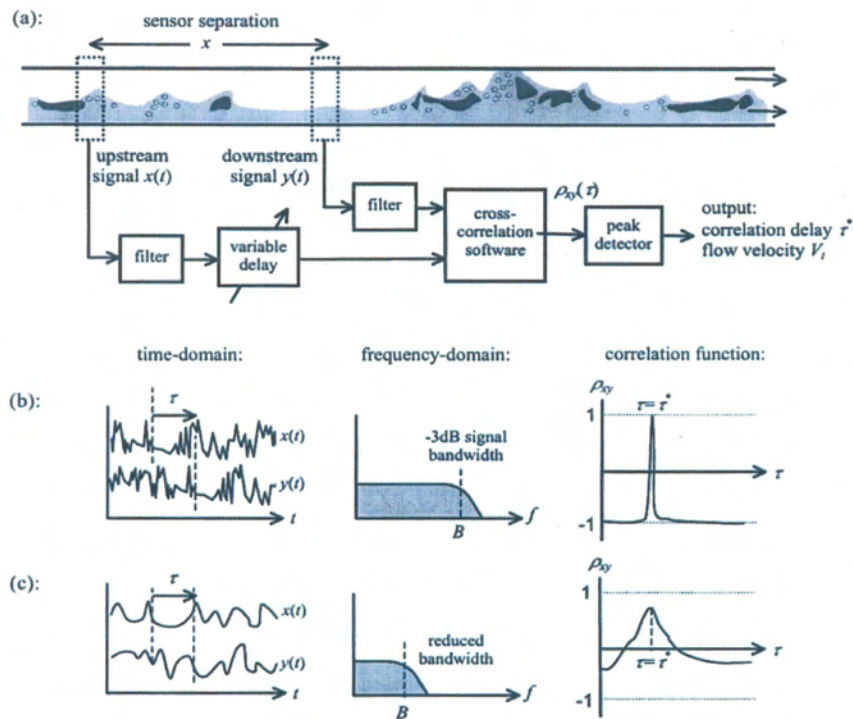 (a):
sensor separation
x
upstream
signal x(t)
downstream
signal y(t)
filter
variable
delay
filter
cross-
correlation
software
ρxy(τ)
peak
detector
output:
correlation delay τ*
flow velocity Vt
time-domain:
frequency-domain:
correlation function:
(b):
τ
x(t)
y(t)
t
-3dB signal
bandwidth
B
f
ρxy
1
τ=τ*
τ
-1
(c):
τ
x(t)
y(t)
t
reduced
bandwidth
B
f
ρxy
1
τ=τ*
τ
-1